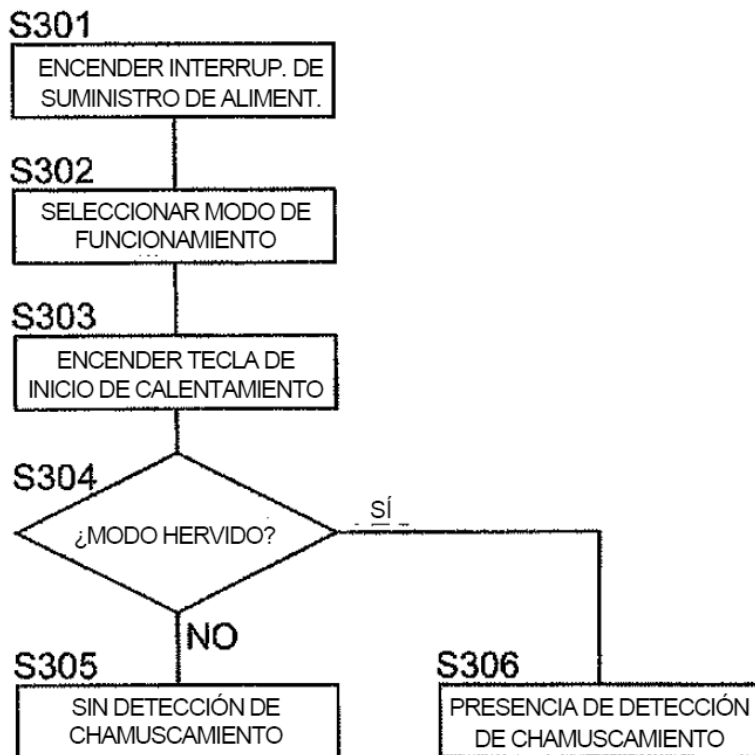 S301
ENCENDER INTERRUP. DE
SUMINISTRO DE ALIMENT.
S302
SELECCIONAR MODO DE
FUNCIONAMIENTO
S303
ENCENDER TECLA DE
INICIO DE CALENTAMIENTO
S304
¿MODO HERVIDO?
SÍ
NO
S305
SIN DETECCIÓN DE
CHAMUSCAMIENTO
S306
PRESENCIA DE DETECCIÓN
DE CHAMUSCAMIENTO